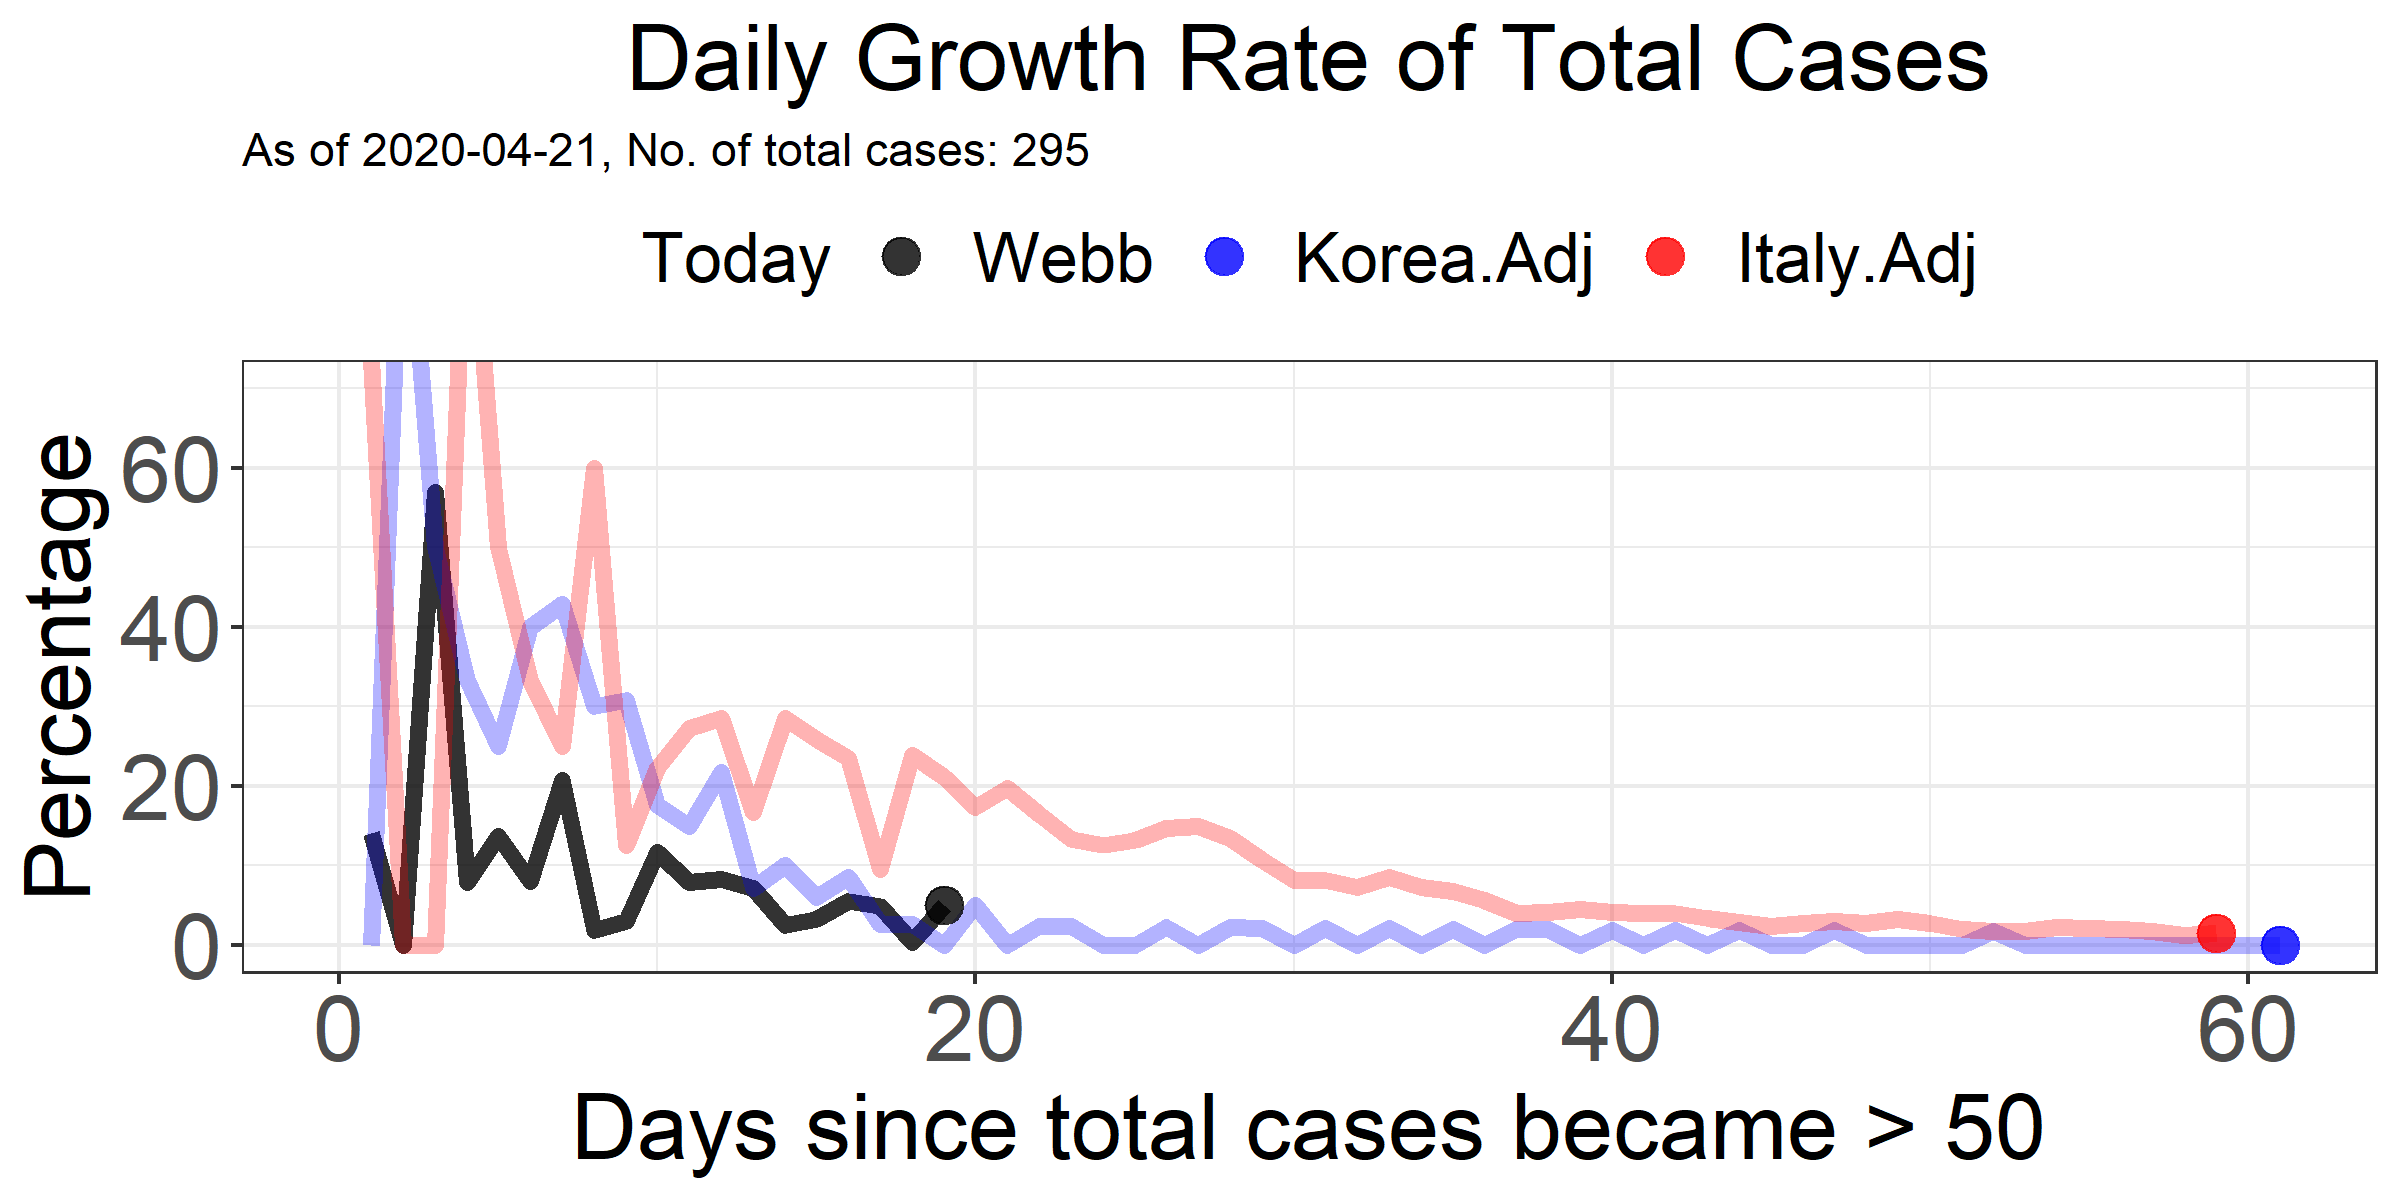 Daily Growth Rate of Total Cases
As of 2020-04-21, No. of total cases: 295
Today Webb Korea.Adj Italy.Adj
Percentage
60
40
20
0
0 20 40 60
Days since total cases became > 50